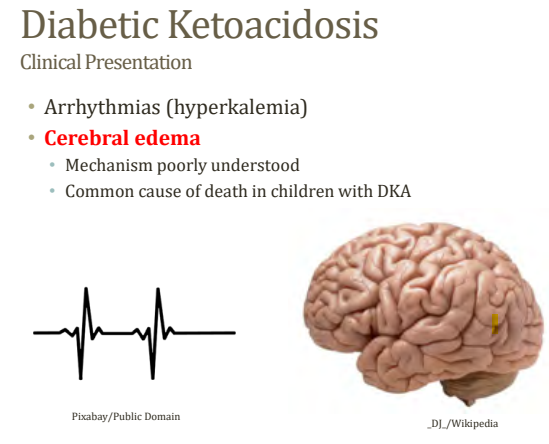 Diabetic Ketoacidosis
Clinical Presentation
• Arrhythmias (hyperkalemia)
• Cerebral edema
• Mechanism poorly understood
• Common cause of death in children with DKA
Pixabay/Public Domain
_DJ_/Wikipedia